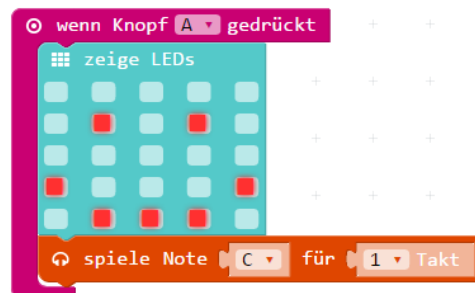 wenn Knopf A gedrückt
zeige LEDs
spiele Note C für 1 Takt